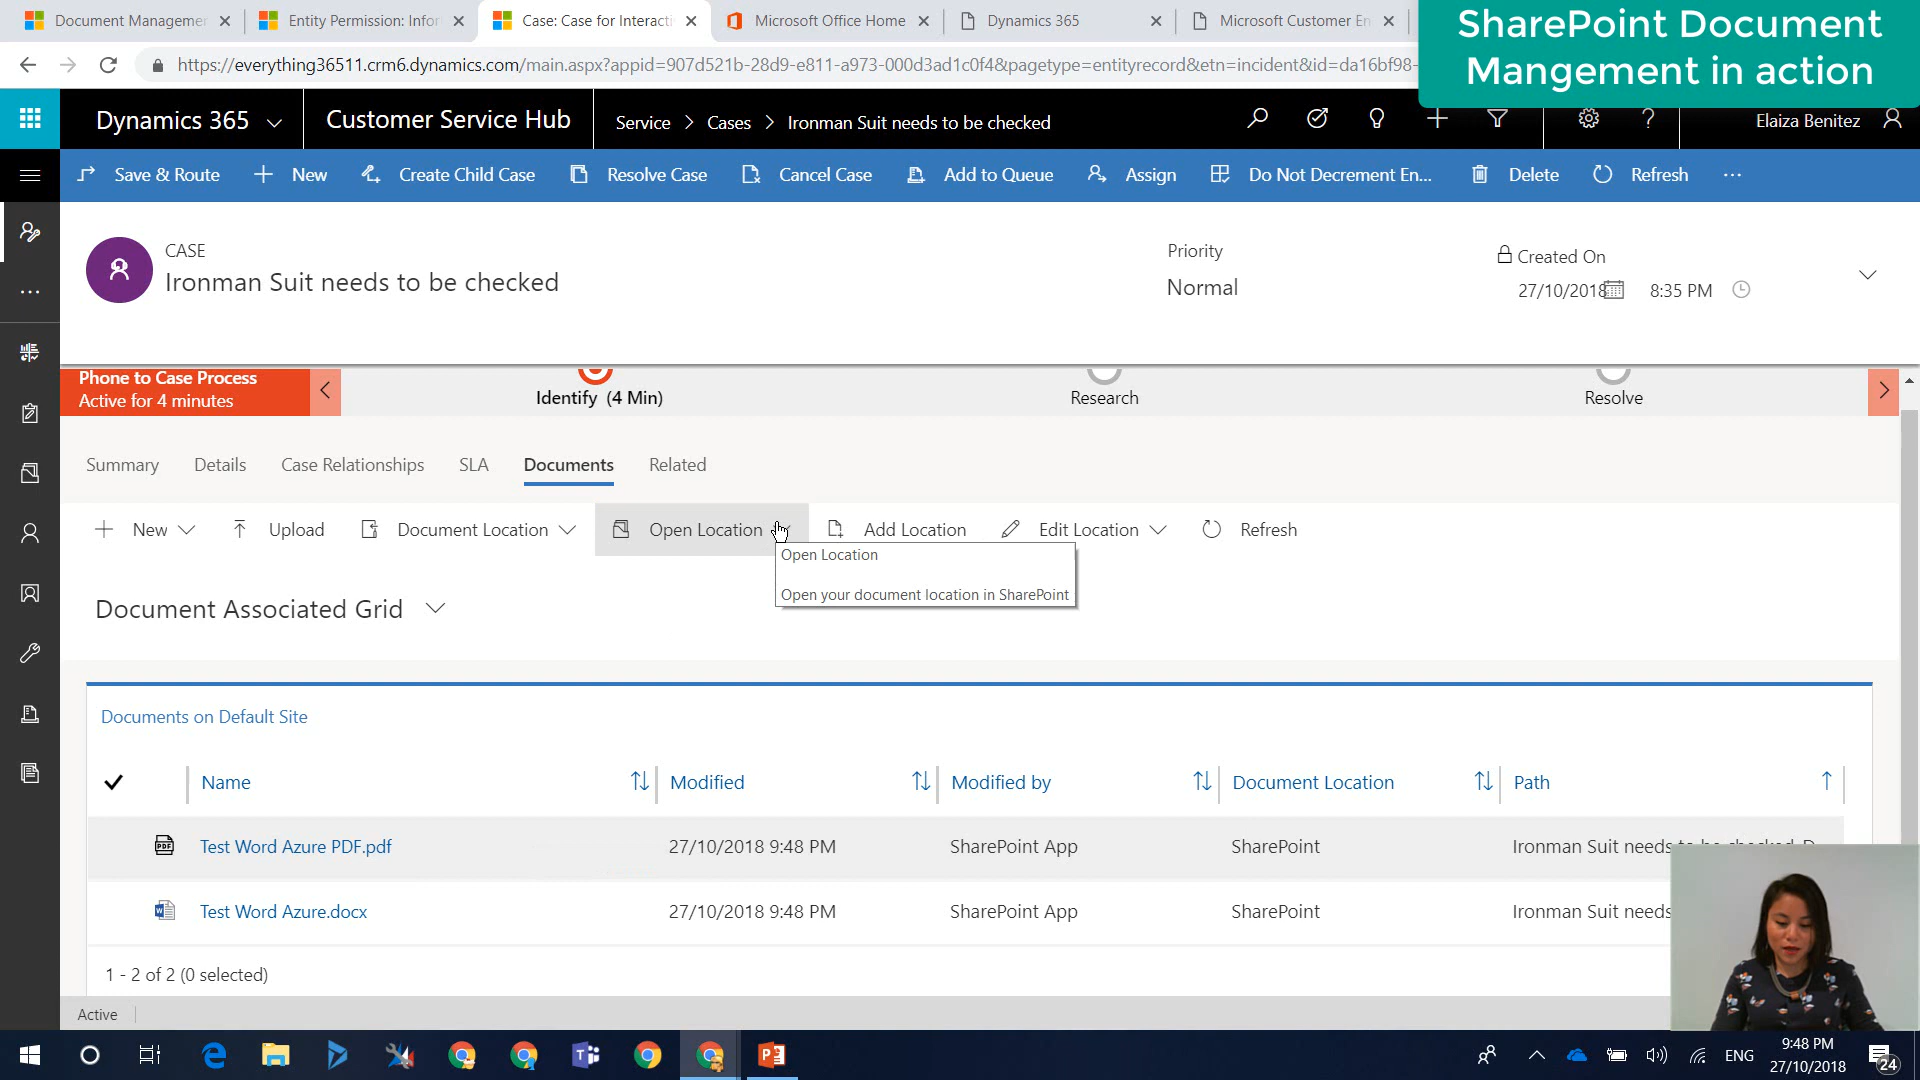 Document Managemen
Entity Permission: Infor
Case: Case for Interacti
Microsoft Office Home
Dynamics 365
Microsoft Customer En
SharePoint Document
Mangement in action
https://everything36511.crm6.dynamics.com/main.aspx?appid=907d521b-28d9-e811-a973-000d3ad1c0f4&pagetype=entityrecord&etn=incident&id=da16bf98-
Dynamics 365
Customer Service Hub
Service > Cases > Ironman Suit needs to be checked
Elaiza Benitez
Save & Route
New
Create Child Case
Resolve Case
Cancel Case
Add to Queue
Assign
Do Not Decrement En...
Delete
Refresh
CASE
Ironman Suit needs to be checked
Priority
Normal
Created On
27/10/2018
8:35 PM
Phone to Case Process
Active for 4 minutes
Identify (4 Min)
Research
Resolve
Summary
Details
Case Relationships
SLA
Documents
Related
New
Upload
Document Location
Open Location
Add Location
Edit Location
Refresh
Open Location
Open your document location in SharePoint
Document Associated Grid
Documents on Default Site
Name
Modified
Modified by
Document Location
Path
PDF
Test Word Azure PDF.pdf
27/10/2018 9:48 PM
SharePoint App
SharePoint
Ironman Suit needs to be checked
Test Word Azure.docx
27/10/2018 9:48 PM
SharePoint App
SharePoint
Ironman Suit needs
1 - 2 of 2 (0 selected)
Active
ENG
9:48 PM
27/10/2018
24